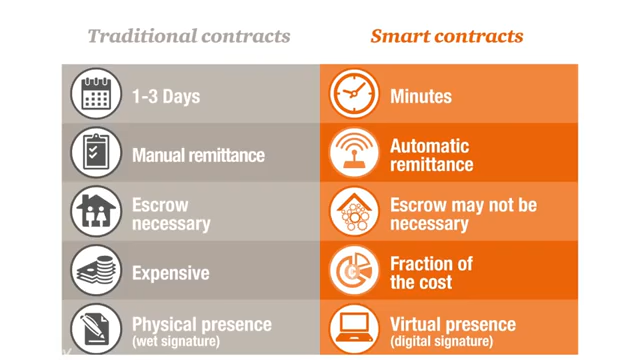 Traditional contracts
Smart contracts
1-3 Days
Minutes
Manual remittance
Automatic
remittance
Escrow
necessary
Escrow may not be
necessary
Expensive
Fraction of
the cost
Physical presence
(wet signature)
Virtual presence
(digital signature)